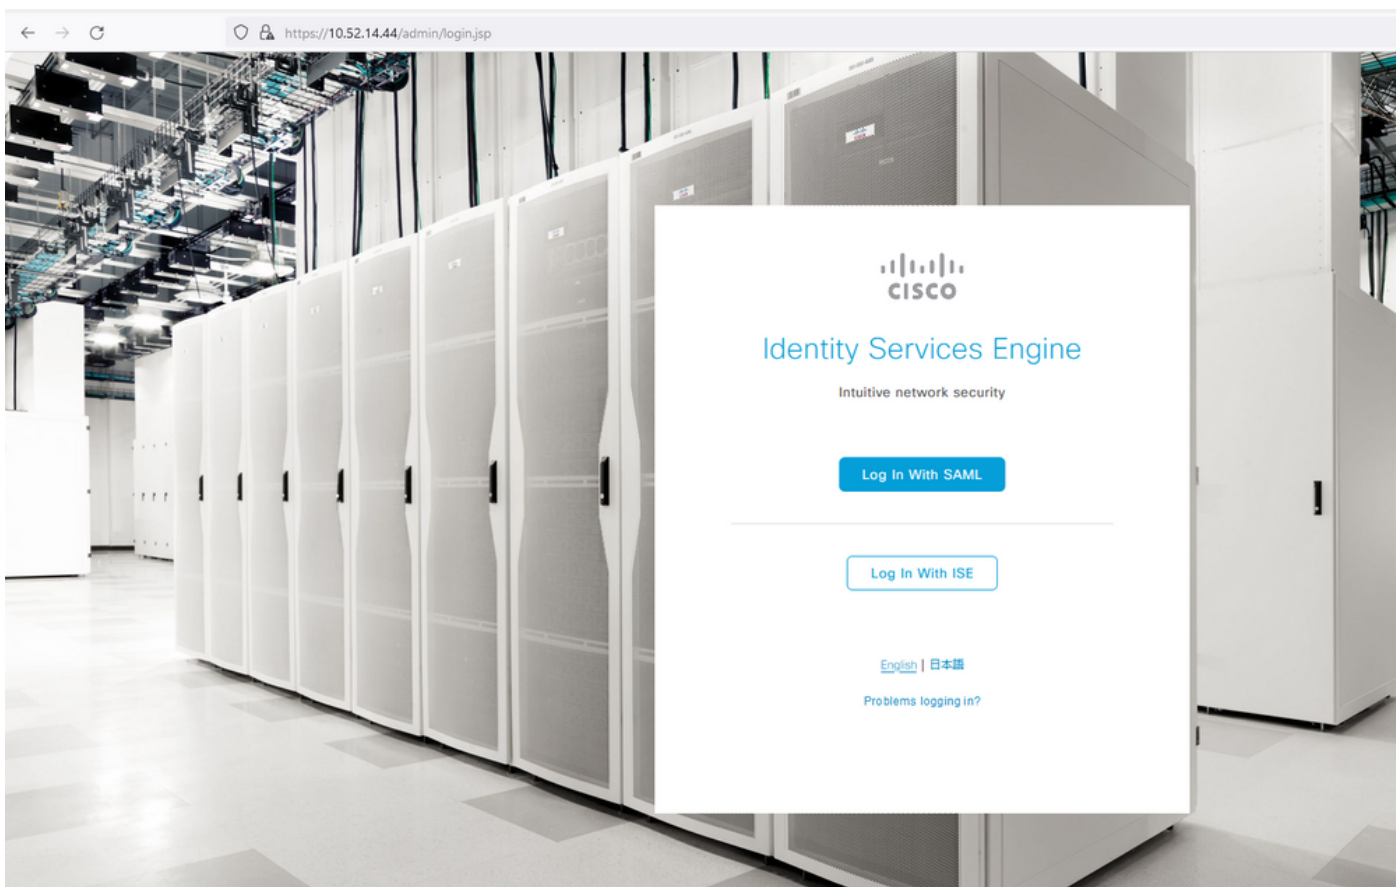 https://10.52.14.44/admin/login.jsp
CISCO
Identity Services Engine
Intuitive network security
Log In With SAML
Log In With ISE
English | 日本語
Problems logging in?